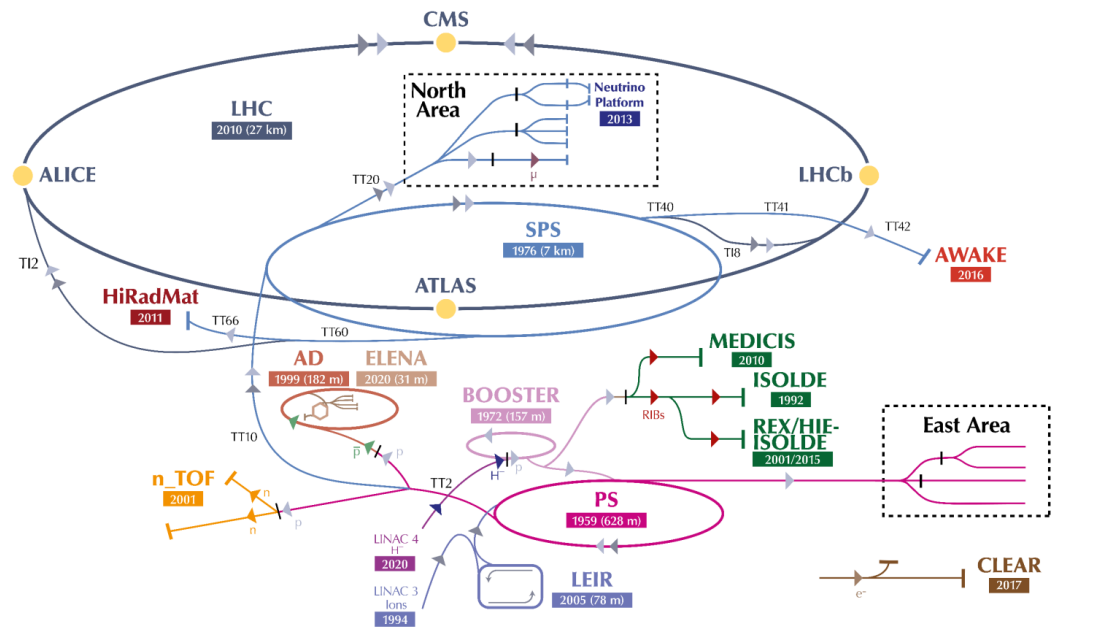 CMS
North
Area
Neutrino
Platform
2013
LHC
2010 (27 km)
ALICE
LHCb
TT20
μ
TT40
TT41
TT42
SPS
1976 (7 km)
TI8
TI2
AWAKE
2016
ATLAS
HiRadMat
2011
TT66
TT60
MEDICIS
2010
AD
1999 (182 m)
ELENA
2020 (31 m)
ISOLDE
1992
BOOSTER
1972 (157 m)
RIBs
REX/HIE-
ISOLDE
2001/2015
East Area
TT10
p̅
p
H⁻
p
n_TOF
2001
n
n
p
TT2
PS
1959 (628 m)
LINAC 4
H⁻
2020
LINAC 3
Ions
1994
LEIR
2005 (78 m)
e⁻
CLEAR
2017